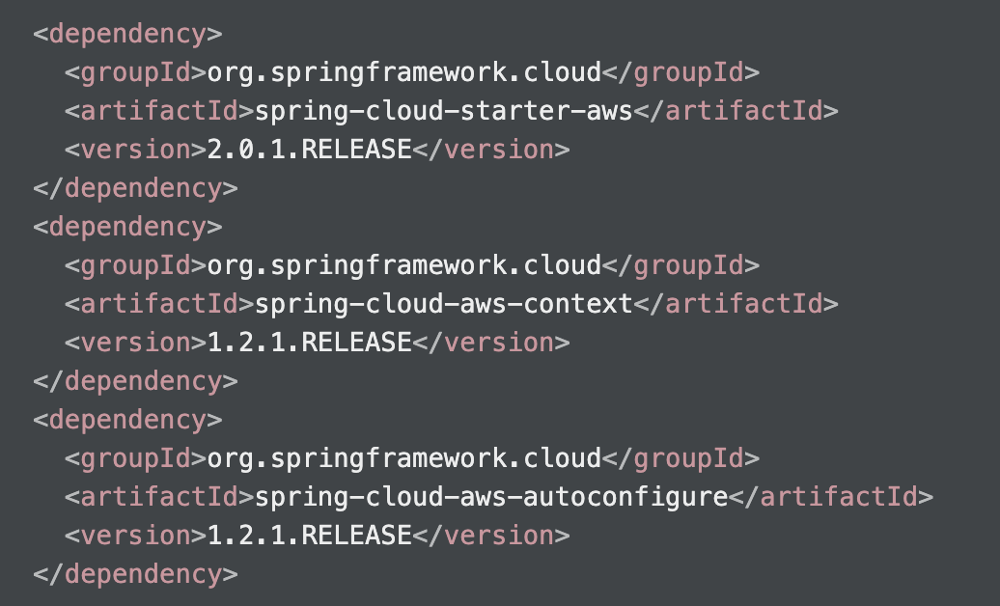 <dependency>
  <groupId>org.springframework.cloud</groupId>
  <artifactId>spring-cloud-starter-aws</artifactId>
  <version>2.0.1.RELEASE</version>
</dependency>
<dependency>
  <groupId>org.springframework.cloud</groupId>
  <artifactId>spring-cloud-aws-context</artifactId>
  <version>1.2.1.RELEASE</version>
</dependency>
<dependency>
  <groupId>org.springframework.cloud</groupId>
  <artifactId>spring-cloud-aws-autoconfigure</artifactId>
  <version>1.2.1.RELEASE</version>
</dependency>